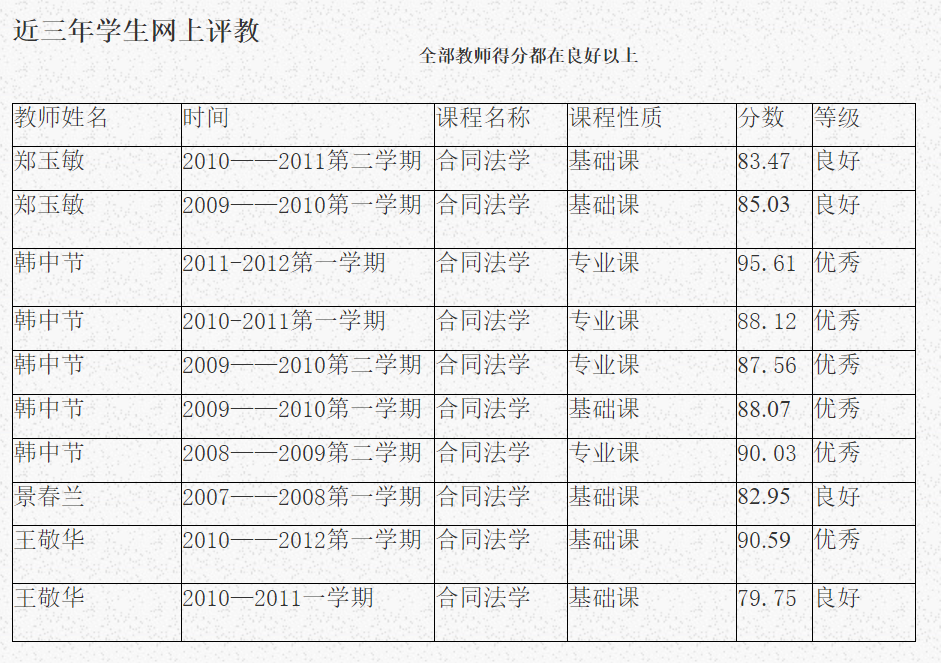 近三年学生网上评教
全部教师得分都在良好以上
教师姓名 时间 课程名称 课程性质 分数 等级
郑玉敏 2010——2011第二学期 合同法学 基础课 83.47 良好
郑玉敏 2009——2010第一学期 合同法学 基础课 85.03 良好
韩中节 2011-2012第一学期 合同法学 专业课 95.61 优秀
韩中节 2010-2011第一学期 合同法学 专业课 88.12 优秀
韩中节 2009——2010第二学期 合同法学 专业课 87.56 优秀
韩中节 2009——2010第一学期 合同法学 基础课 88.07 优秀
韩中节 2008——2009第二学期 合同法学 专业课 90.03 优秀
景春兰 2007——2008第一学期 合同法学 基础课 82.95 良好
王敬华 2010——2012第一学期 合同法学 基础课 90.59 优秀
王敬华 2010—2011一学期 合同法学 基础课 79.75 良好